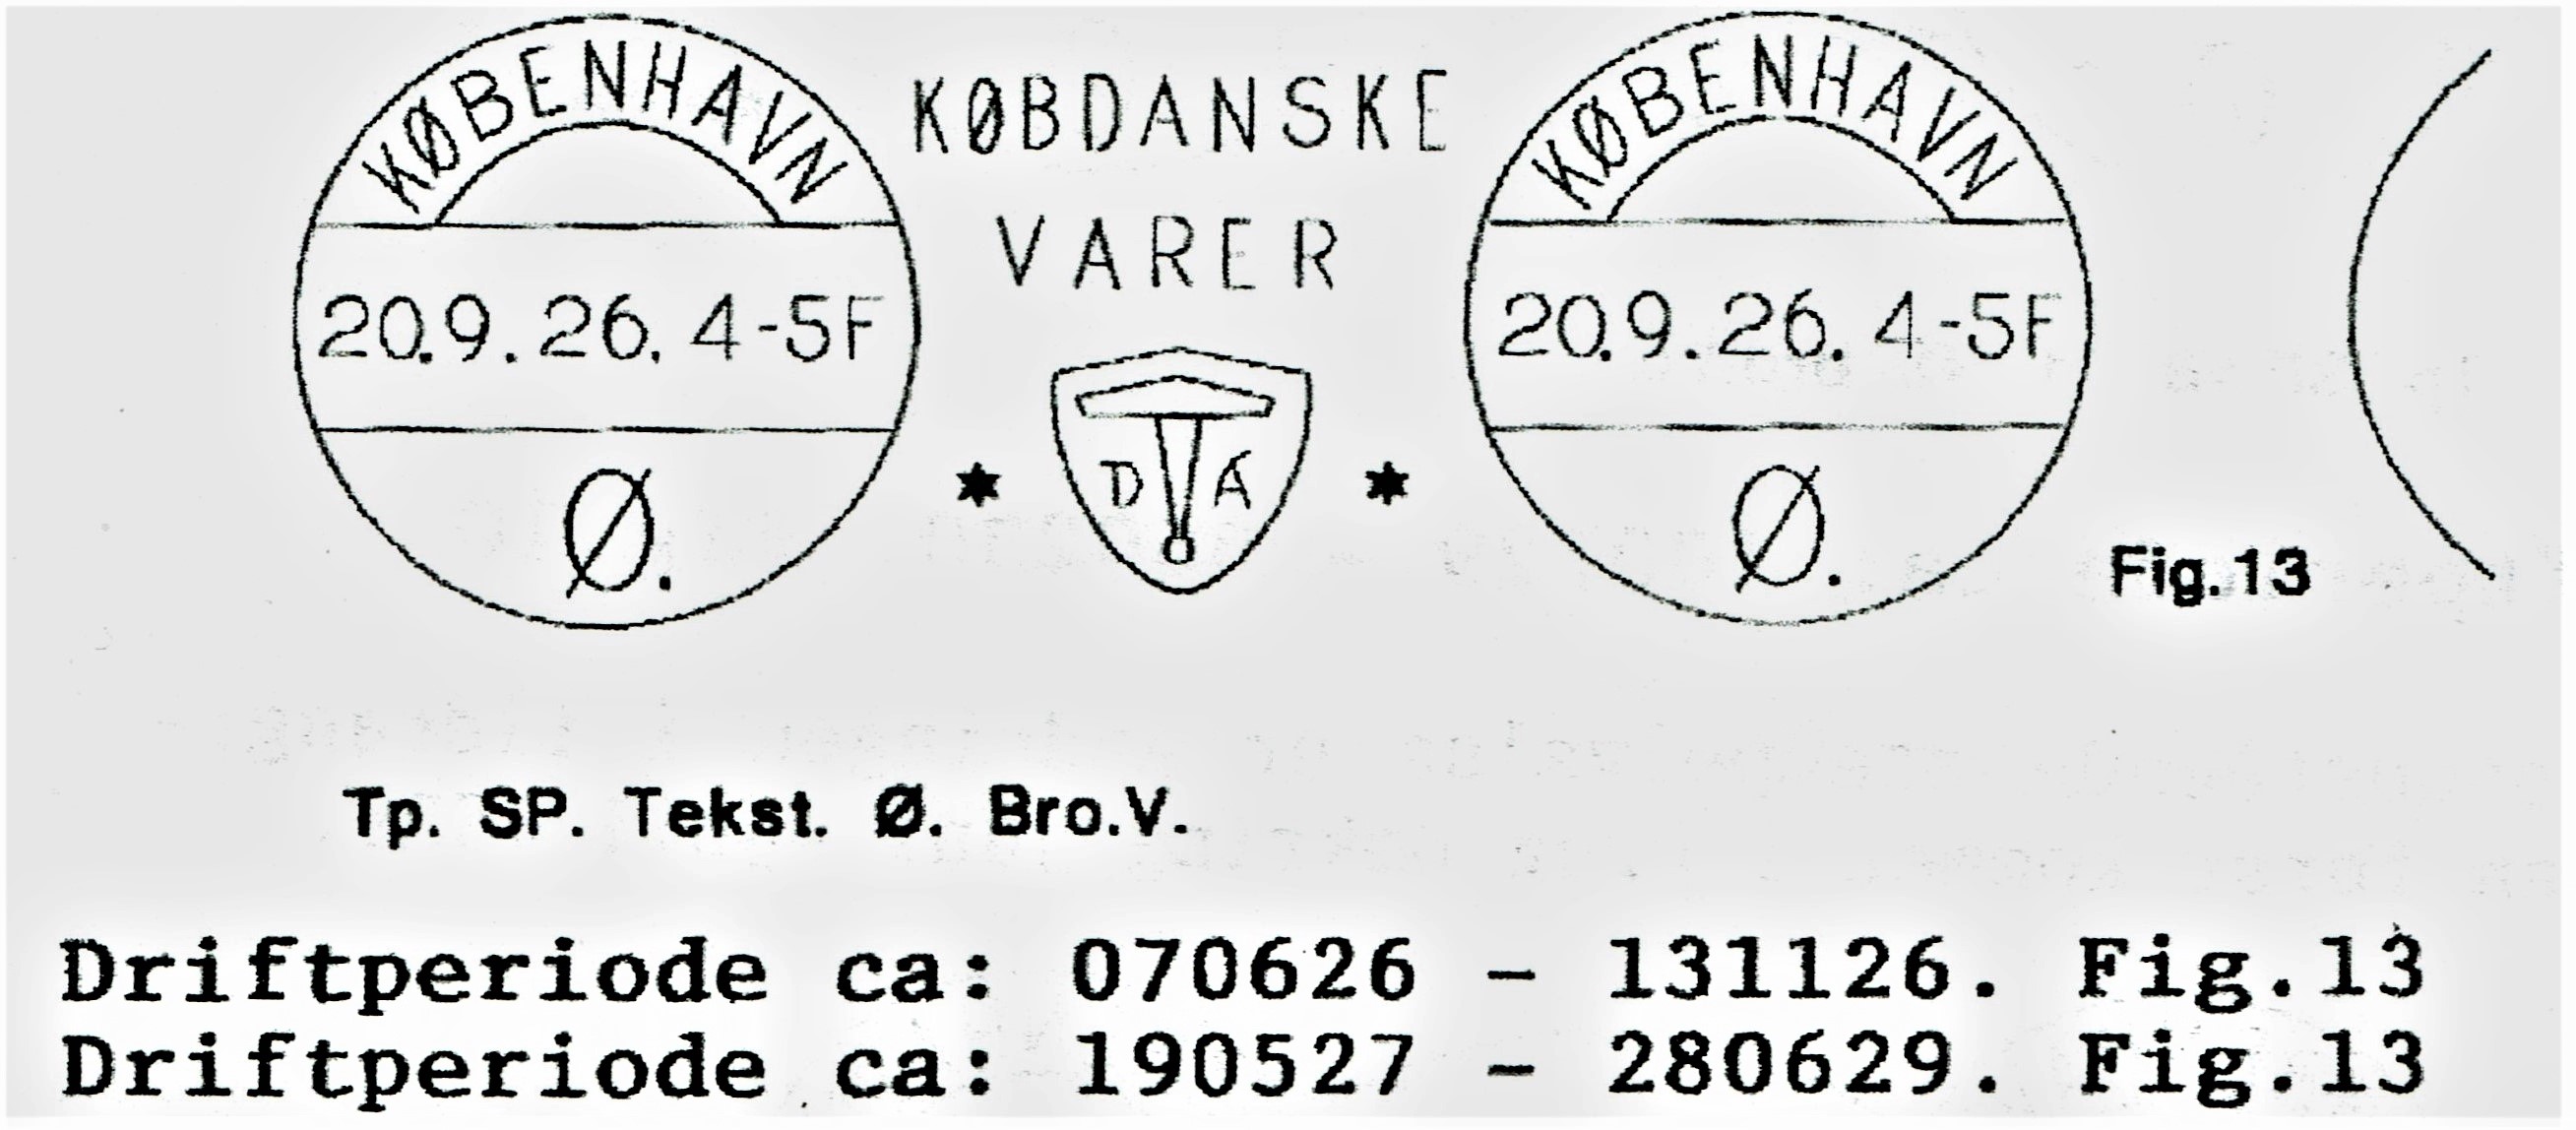 KØBENHAVN
20.9.26. 4-5F
Ø.
KØBDANSKE
VARER
D A
KØBENHAVN
20.9.26. 4-5F
Ø.
Fig.13
Tp. SP. Tekst. Ø. Bro.V.
Driftperiode ca: 070626 - 131126. Fig.13
Driftperiode ca: 190527 - 280629. Fig.13